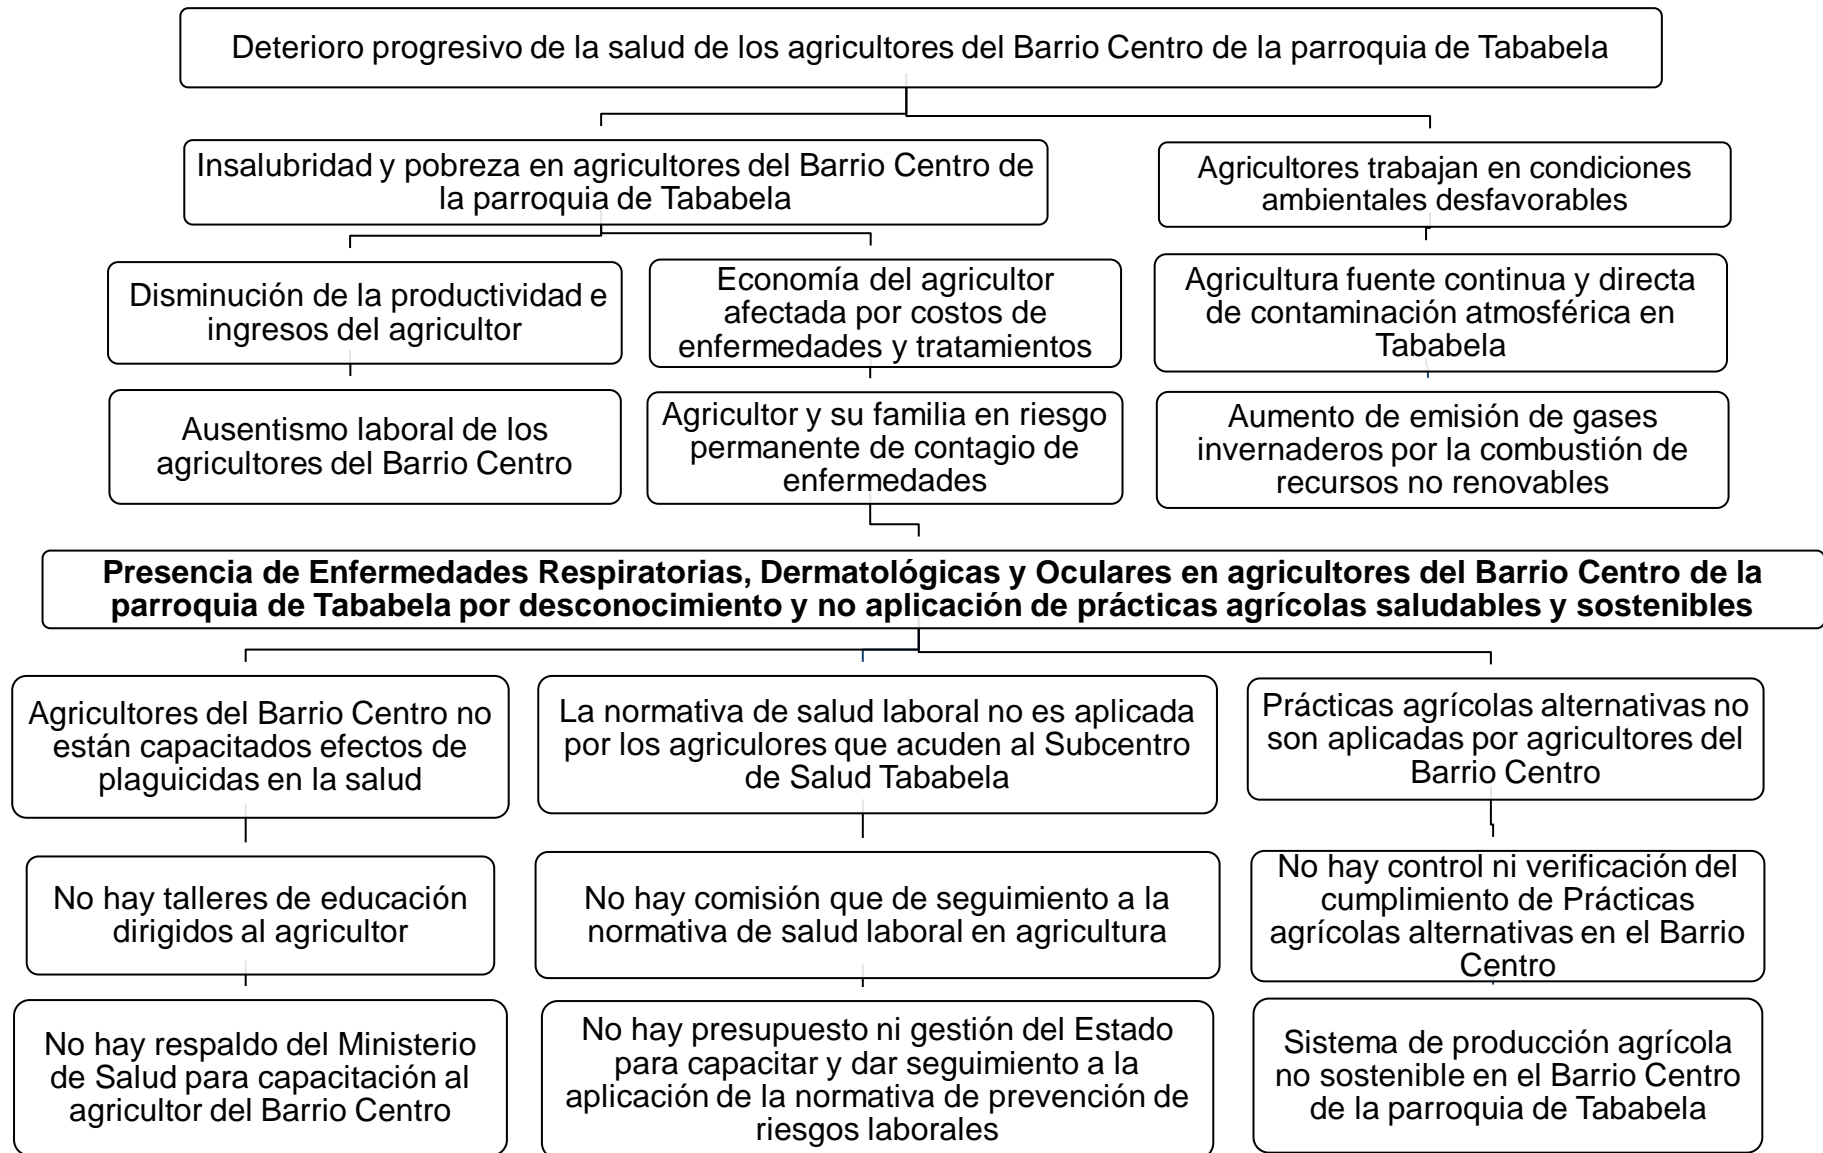 Deterioro progresivo de la salud de los agricultores del Barrio Centro de la parroquia de Tababela
Insalubridad y pobreza en agricultores del Barrio Centro de
la parroquia de Tababela
Agricultores trabajan en condiciones
ambientales desfavorables
Disminución de la productividad e
ingresos del agricultor
Economía del agricultor
afectada por costos de
enfermedades y tratamientos
Agricultura fuente continua y directa
de contaminación atmosférica en
Tababela
Ausentismo laboral de los
agricultores del Barrio Centro
Agricultor y su familia en riesgo
permanente de contagio de
enfermedades
Aumento de emisión de gases
invernaderos por la combustión de
recursos no renovables
Presencia de Enfermedades Respiratorias, Dermatológicas y Oculares en agricultores del Barrio Centro de la
parroquia de Tababela por desconocimiento y no aplicación de prácticas agrícolas saludables y sostenibles
Agricultores del Barrio Centro no
están capacitados efectos de
plaguicidas en la salud
La normativa de salud laboral no es aplicada
por los agriculores que acuden al Subcentro
de Salud Tababela
Prácticas agrícolas alternativas no
son aplicadas por agricultores del
Barrio Centro
No hay talleres de educación
dirigidos al agricultor
No hay comisión que de seguimiento a la
normativa de salud laboral en agricultura
No hay control ni verificación del
cumplimiento de Prácticas
agrícolas alternativas en el Barrio
Centro
No hay respaldo del Ministerio
de Salud para capacitación al
agricultor del Barrio Centro
No hay presupuesto ni gestión del Estado
para capacitar y dar seguimiento a la
aplicación de la normativa de prevención de
riesgos laborales
Sistema de producción agrícola
no sostenible en el Barrio Centro
de la parroquia de Tababela